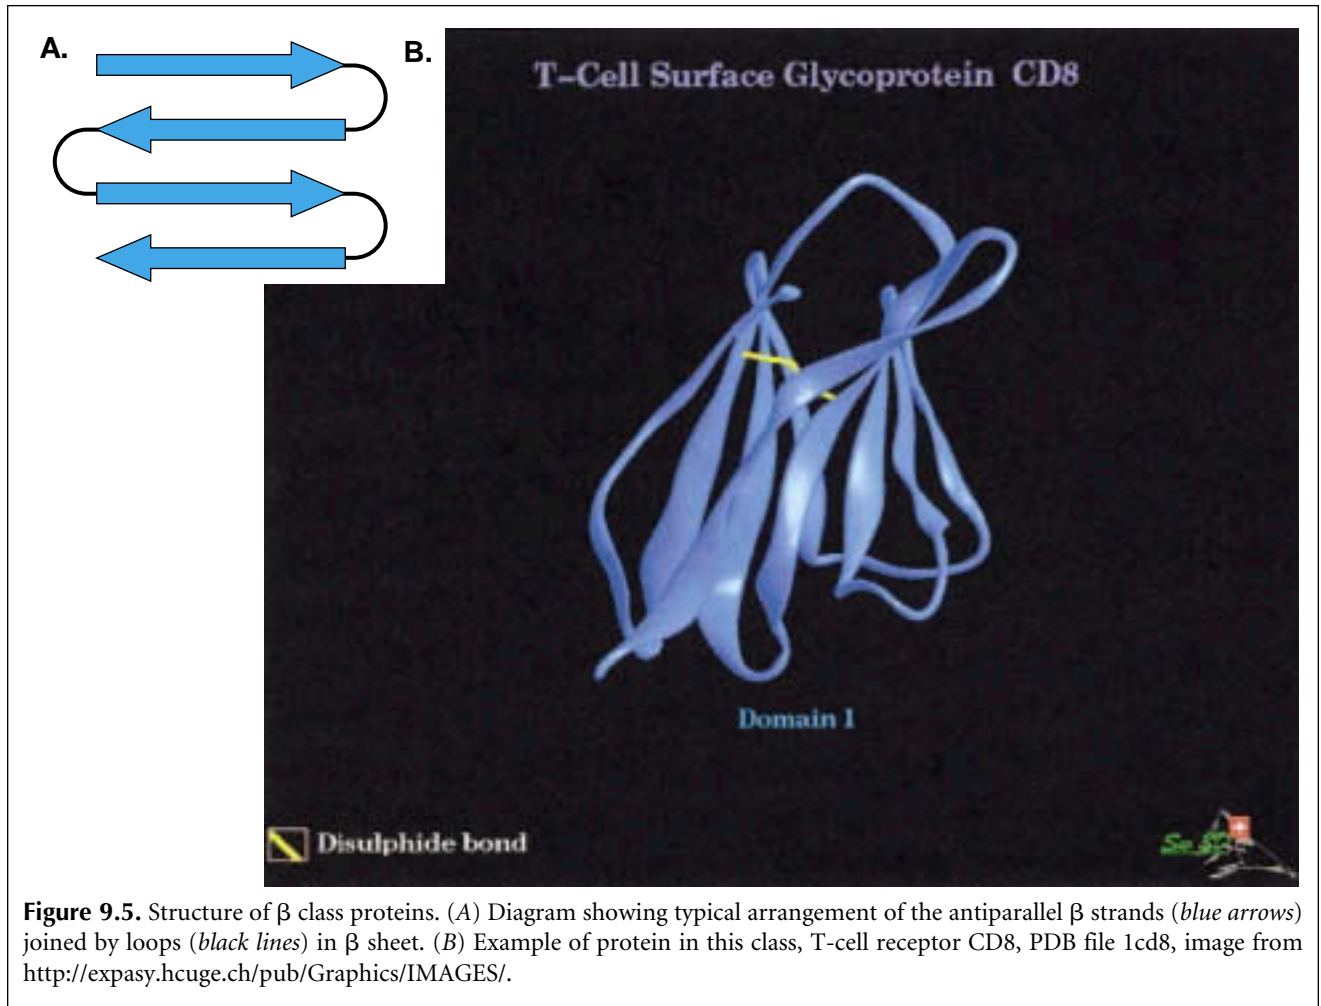 A.
B.
T–Cell Surface Glycoprotein CD8
Domain 1
Disulphide bond
Figure 9.5. Structure of β class proteins. (A) Diagram showing typical arrangement of the antiparallel β strands (blue arrows)
joined by loops (black lines) in β sheet. (B) Example of protein in this class, T-cell receptor CD8, PDB file 1cd8, image from
http://expasy.hcuge.ch/pub/Graphics/IMAGES/.